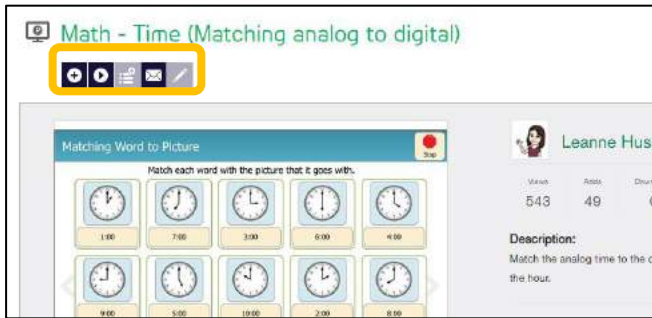 Math - Time (Matching analog to digital)
Matching Word to Picture
Stop
Match each word with the picture that it goes with.
1:00 7:00 3:00 6:00 4:00
9:00 5:00 10:00 2:00 8:00
Leanne Hus
Views Adds
543 49
Description:
Match the analog time to the
the hour.